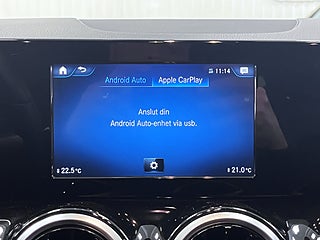 11:14
Android Auto Apple CarPlay
Anslut din
Android Auto-enhet via usb.
22.5°C 21.0°C